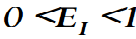 0 < E_I < 1